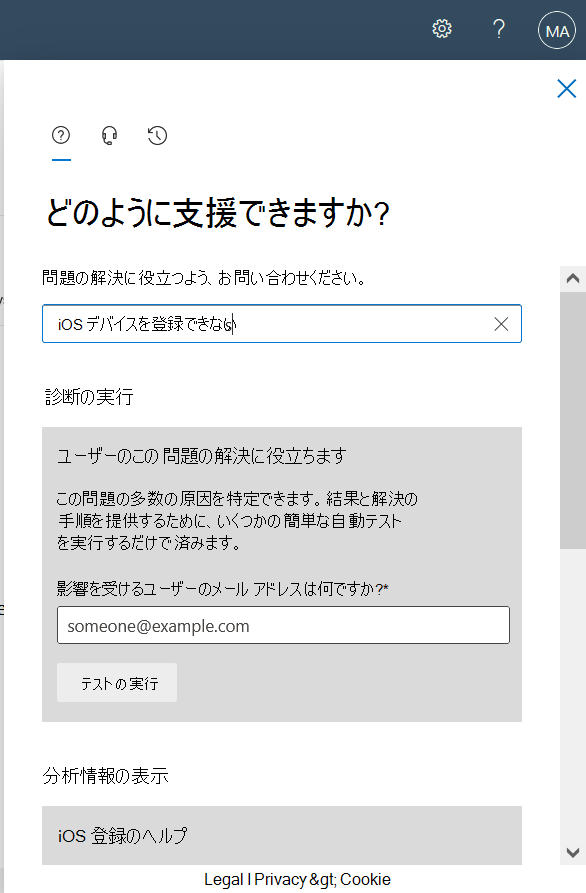 ?
MA
どのように支援できますか?
問題の解決に役立つよう、お問い合わせください。
iOS デバイスを登録できない
診断の実行
ユーザーのこの 問題の解決に役立ちます
この問題の多数の原因を特定できます。結果と解決の
手順を提供するために、いくつかの簡単な自動テスト
を実行するだけで済みます。
影響を受けるユーザーのメール アドレスは何ですか?*
someone@example.com
テストの実行
分析情報の表示
iOS 登録のヘルプ
Legal I Privacy &gt; Cookie